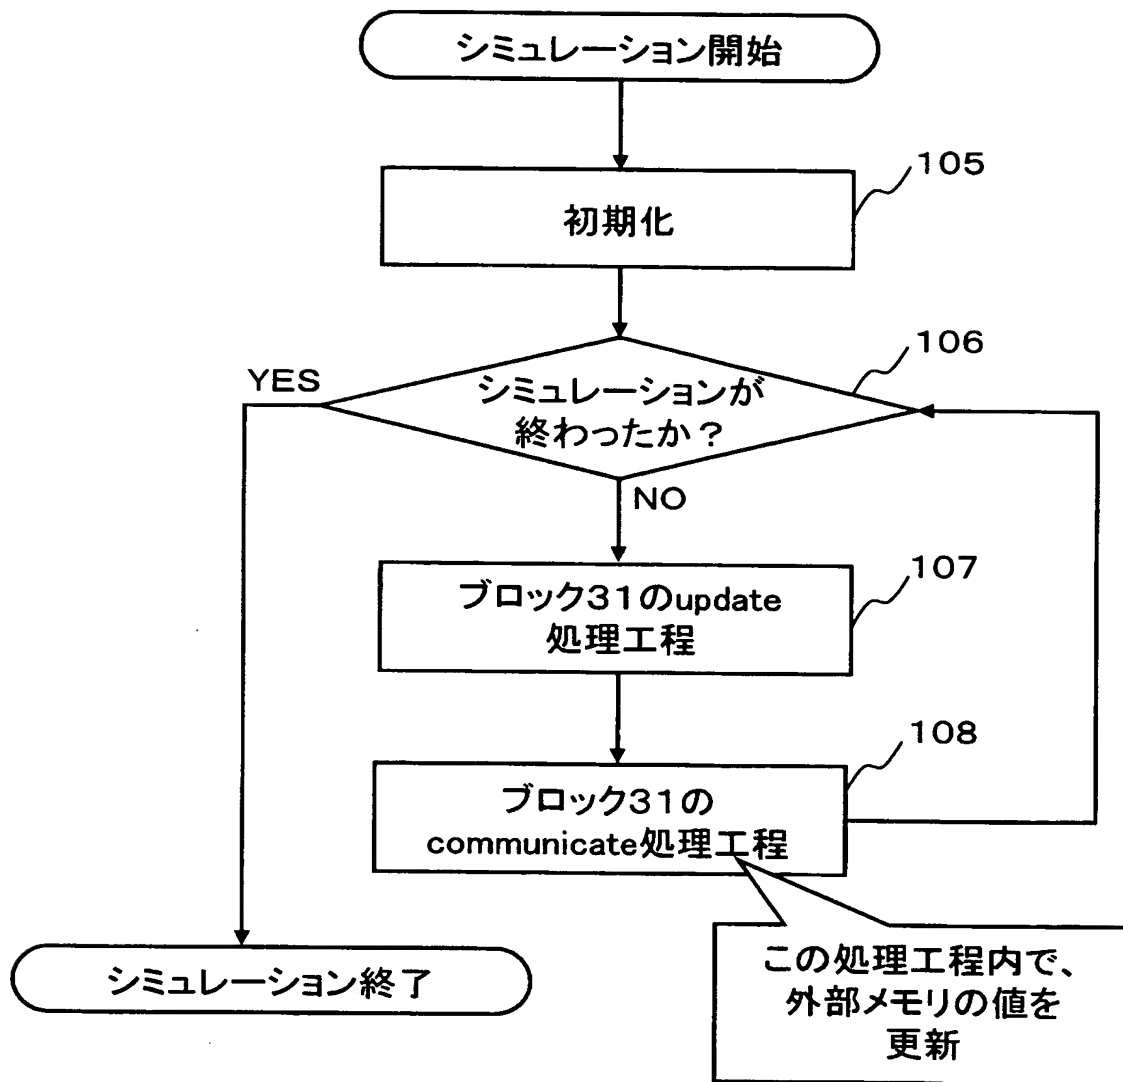 シミュレーション開始
105
初期化
106
YES
シミュレーションが
終わったか？
NO
107
ブロック３１のupdate
処理工程
108
ブロック３１の
communicate処理工程
この処理工程内で、
外部メモリの値を
更新
シミュレーション終了